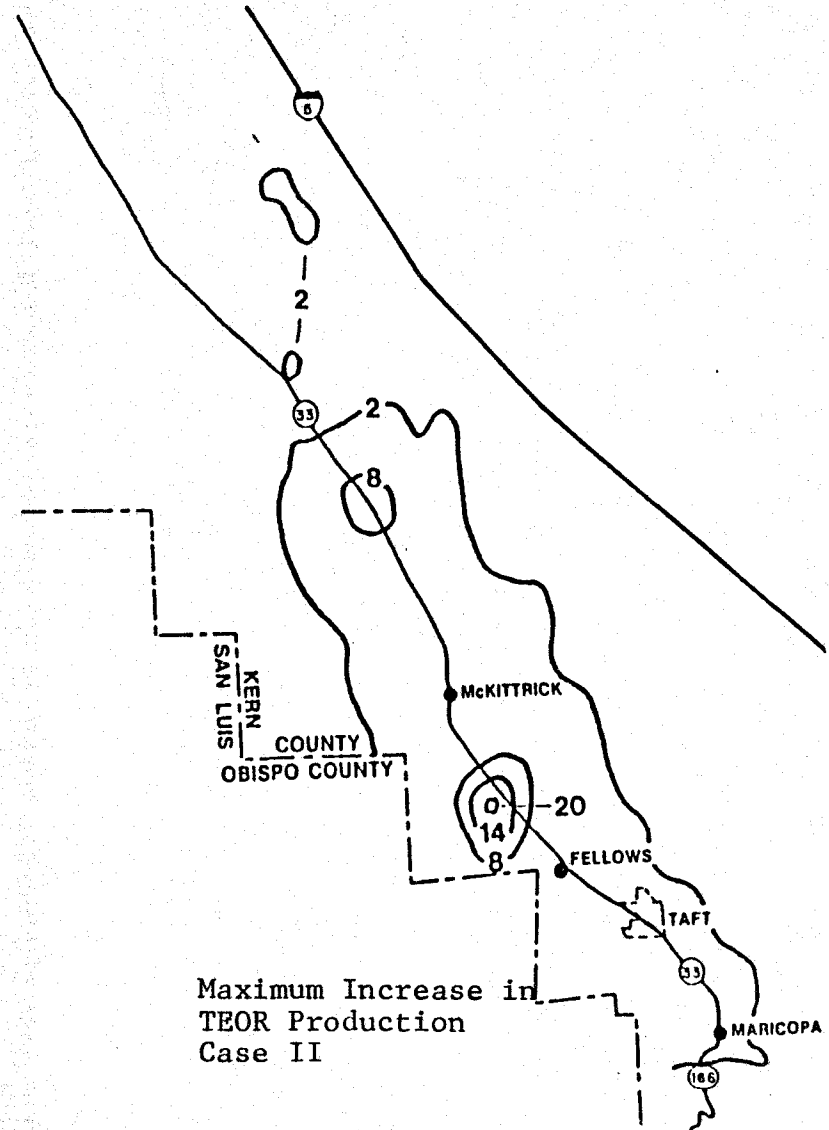 5
2
33
2
8
McKITTRICK
KERN
SAN LUIS
COUNTY
OBISPO COUNTY
20
14
8
FELLOWS
TAFT
33
Maximum Increase in
TEOR Production
Case II
MARICOPA
166